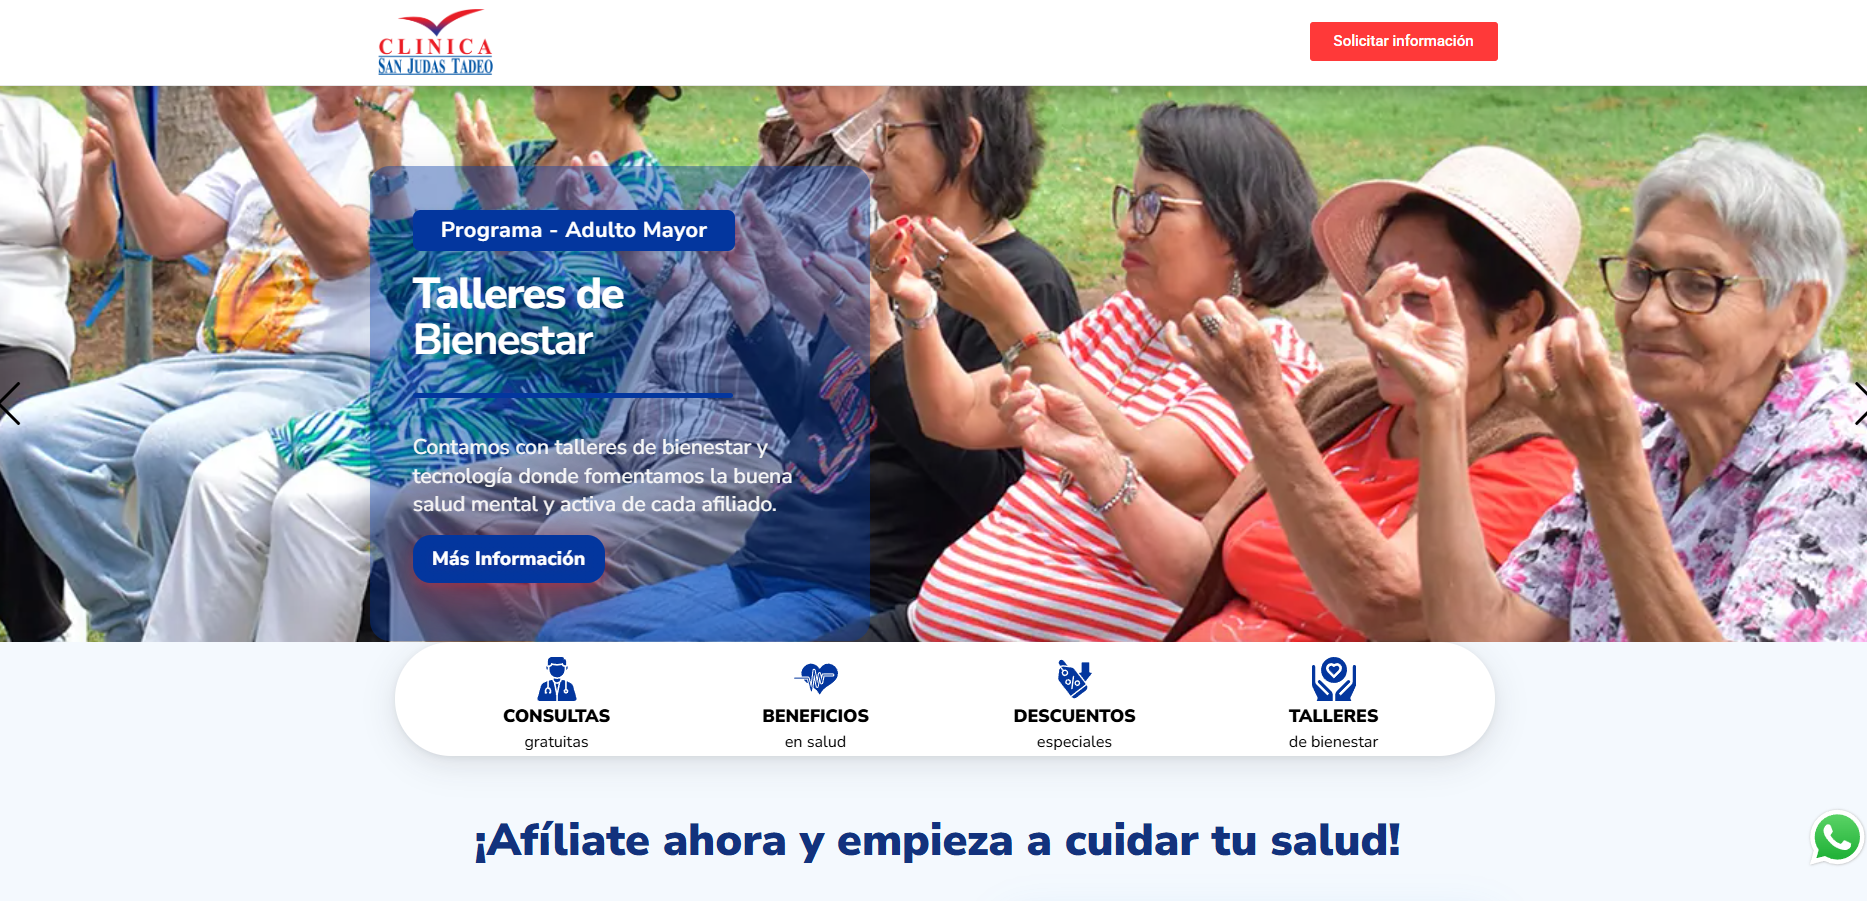 CLINICA
SAN JUDAS TADEO
Solicitar información
Programa - Adulto Mayor
Talleres de
Bienestar
Contamos con talleres de bienestar y
tecnología donde fomentamos la buena
salud mental y activa de cada afiliado.
Más Información
CONSULTAS
gratuitas
BENEFICIOS
en salud
DESCUENTOS
especiales
TALLERES
de bienestar
¡Afíliate ahora y empieza a cuidar tu salud!